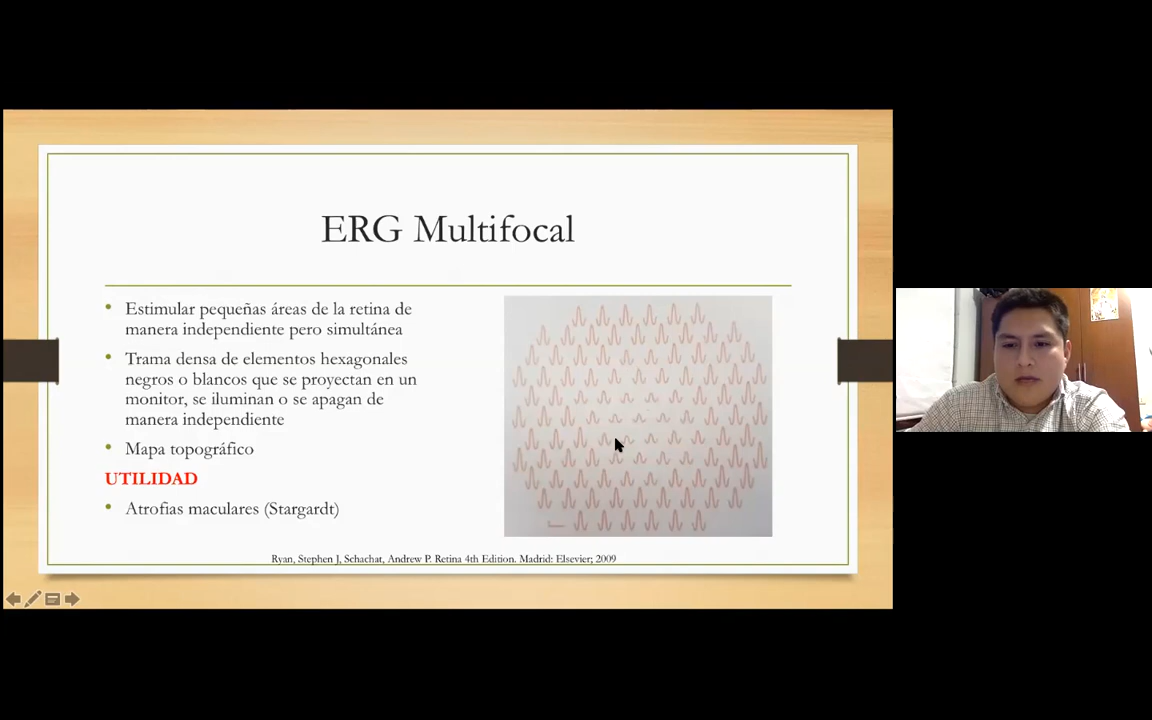 ERG Multifocal
• Estimular pequeñas áreas de la retina de
manera independiente pero simultánea
• Trama densa de elementos hexagonales
negros o blancos que se proyectan en un
monitor, se iluminan o se apagan de
manera independiente
• Mapa topográfico
UTILIDAD
• Atrofias maculares (Stargardt)
Ryan, Stephen J, Schachat, Andrew P. Retina 4th Edition. Madrid: Elsevier; 2009